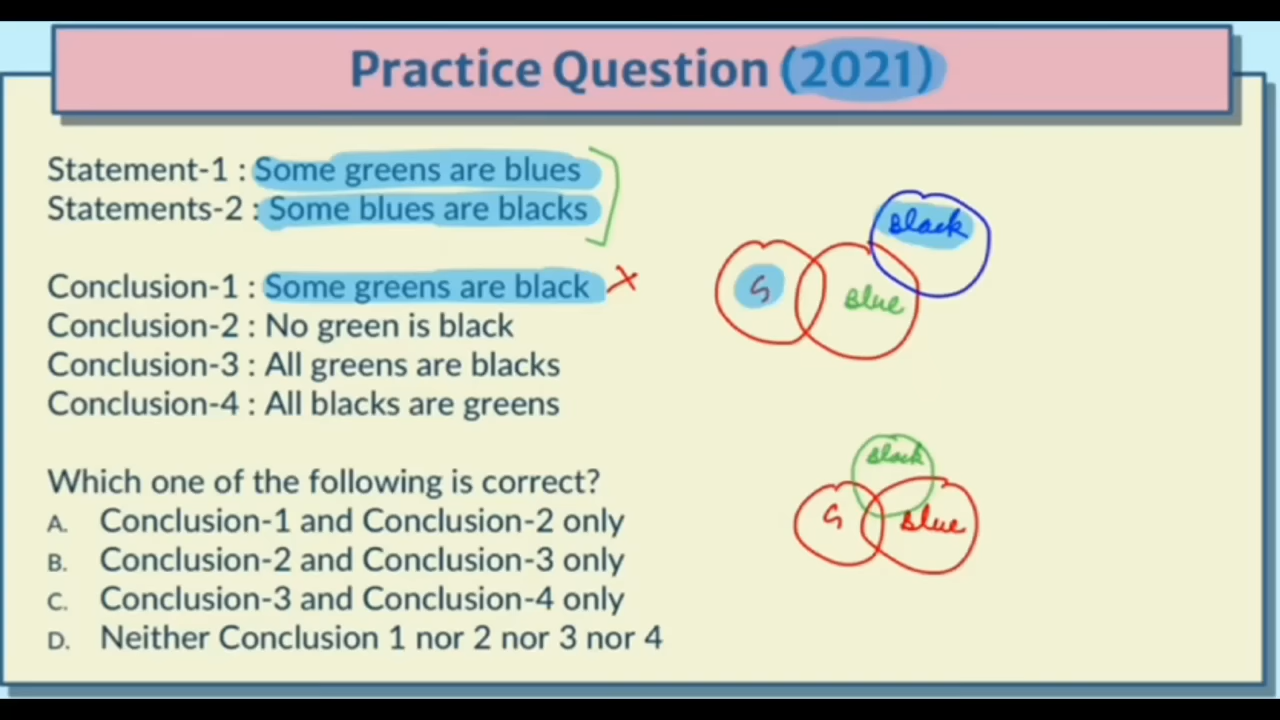 Practice Question (2021)
Statement-1 : Some greens are blues
Statements-2 : Some blues are blacks
Conclusion-1 : Some greens are black
Conclusion-2 : No green is black
Conclusion-3 : All greens are blacks
Conclusion-4 : All blacks are greens
Which one of the following is correct?
A. Conclusion-1 and Conclusion-2 only
B. Conclusion-2 and Conclusion-3 only
C. Conclusion-3 and Conclusion-4 only
D. Neither Conclusion 1 nor 2 nor 3 nor 4
Black
G
Blue
Black
G
Blue